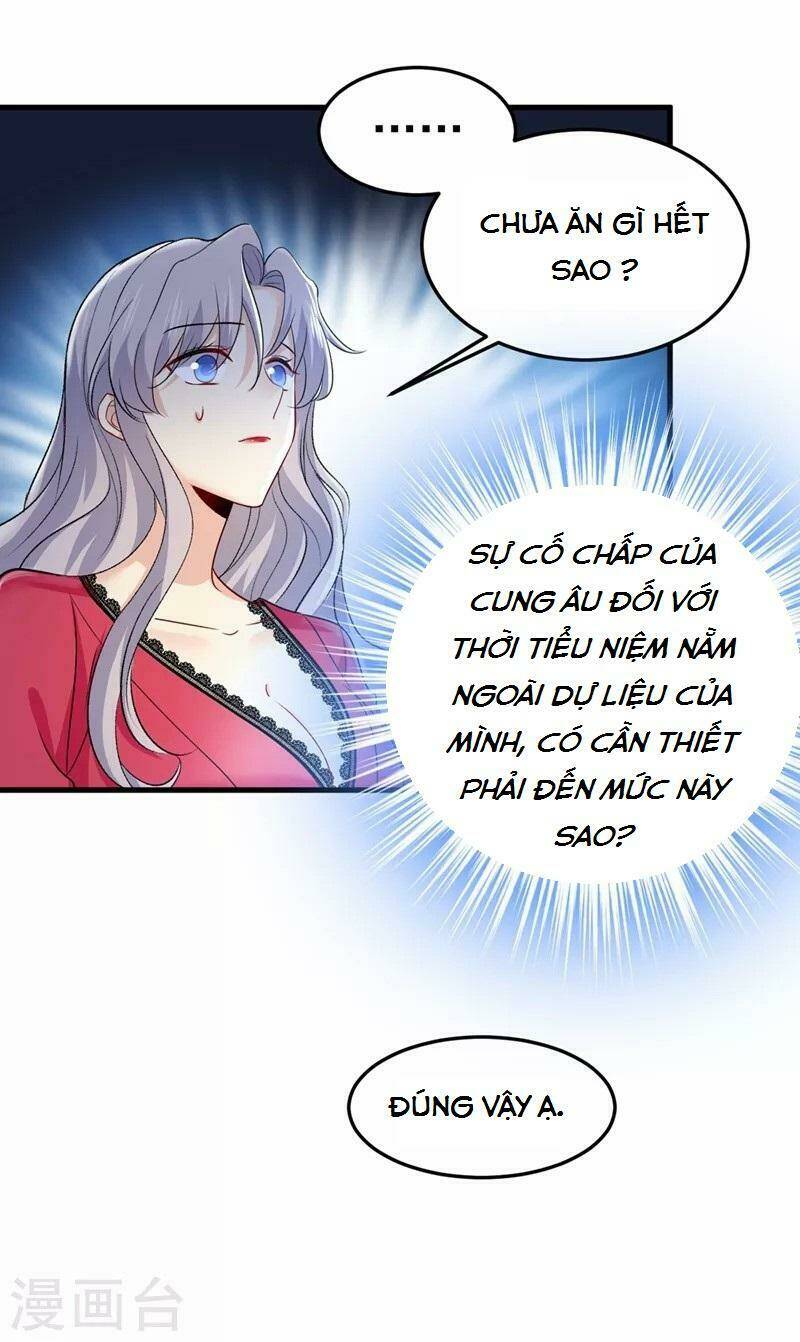 ......
CHƯA ĂN GÌ HẾT
SAO ?
SỰ CỐ CHẤP CỦA
CUNG ÂU ĐỐI VỚI
THỜI TIỂU NIỆM NẰM
NGOÀI DỰ LIỆU CỦA
MÌNH, CÓ CẦN THIẾT
PHẢI ĐẾN MỨC NÀY
SAO?
ĐÚNG VẬY Ạ.
漫画台